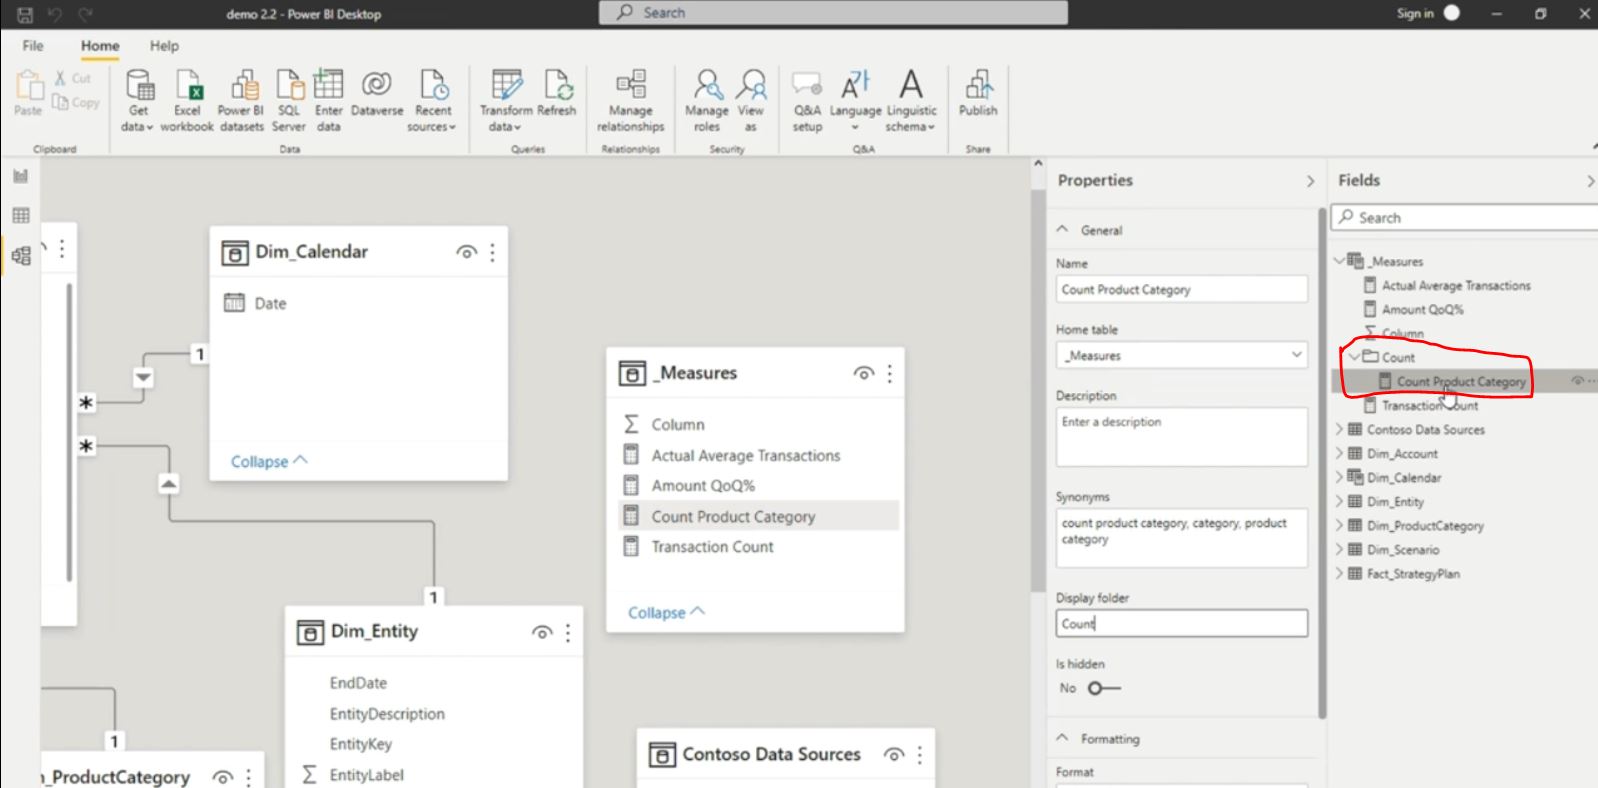 demo 2.2 - Power BI Desktop
Search
Sign in
File
Home
Help
Paste
Cut
Copy
Clipboard
Get data
Excel workbook
Power BI datasets
SQL Server
Enter data
Dataverse
Recent sources
Data
Transform data
Refresh
Queries
Manage relationships
Relationships
Manage roles
View as
Security
Q&A setup
Language
Linguistic schema
Q&A
Publish
Share
Dim_Calendar
Date
Collapse
1
*
*
1
1
_Measures
Column
Actual Average Transactions
Amount QoQ%
Count Product Category
Transaction Count
Collapse
Dim_Entity
EndDate
EntityDescription
EntityKey
EntityLabel
_ProductCategory
Contoso Data Sources
Properties
General
Name
Count Product Category
Home table
_Measures
Description
Enter a description
Synonyms
count product category, category, product
category
Display folder
Count
Is hidden
No
Formatting
Format
Fields
Search
_Measures
Actual Average Transactions
Amount QoQ%
Column
Count
Count Product Category
Transaction Count
Contoso Data Sources
Dim_Account
Dim_Calendar
Dim_Entity
Dim_ProductCategory
Dim_Scenario
Fact_StrategyPlan